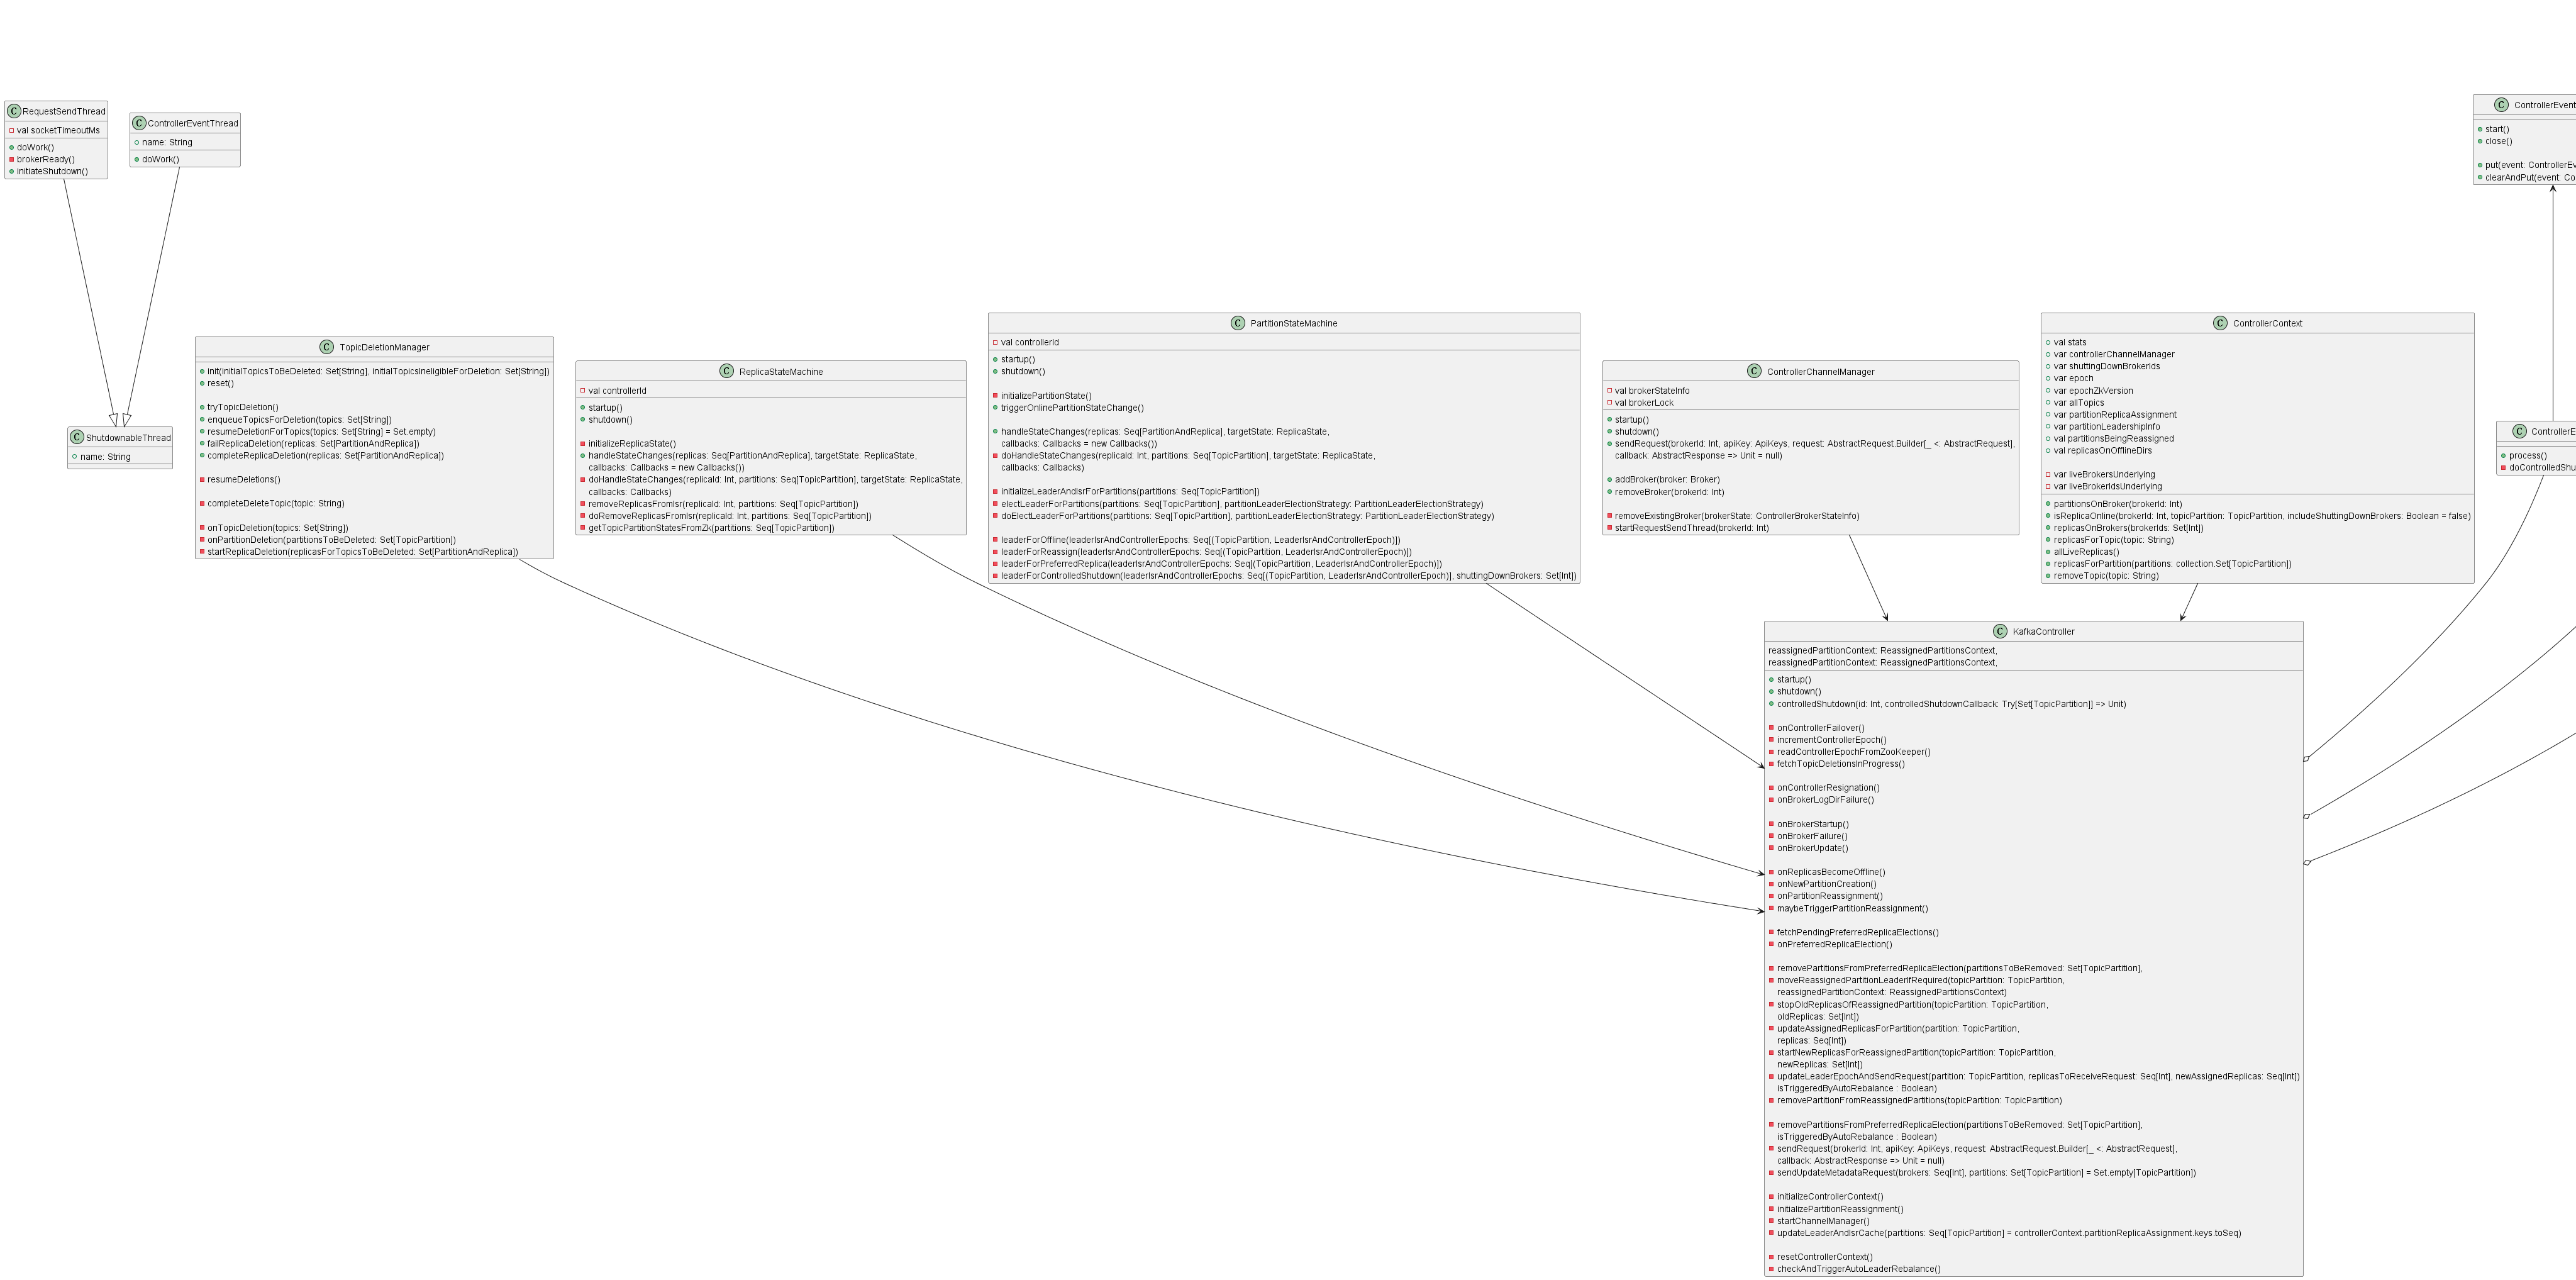 RequestSendThread
val socketTimeoutMs
doWork()
brokerReady()
initiateShutdown()
ControllerEventThread
name: String
doWork()
ShutdownableThread
name: String
TopicDeletionManager
init(initialTopicsToBeDeleted: Set[String], initialTopicsIneligibleForDeletion: Set[String])
reset()
tryTopicDeletion()
enqueueTopicsForDeletion(topics: Set[String])
resumeDeletionForTopics(topics: Set[String] = Set.empty)
failReplicaDeletion(replicas: Set[PartitionAndReplica])
completeReplicaDeletion(replicas: Set[PartitionAndReplica])
resumeDeletions()
completeDeleteTopic(topic: String)
onTopicDeletion(topics: Set[String])
onPartitionDeletion(partitionsToBeDeleted: Set[TopicPartition])
startReplicaDeletion(replicasForTopicsToBeDeleted: Set[PartitionAndReplica])
ReplicaStateMachine
val controllerId
startup()
shutdown()
initializeReplicaState()
handleStateChanges(replicas: Seq[PartitionAndReplica], targetState: ReplicaState,
callbacks: Callbacks = new Callbacks())
doHandleStateChanges(replicaId: Int, partitions: Seq[TopicPartition], targetState: ReplicaState,
callbacks: Callbacks)
removeReplicasFromIsr(replicaId: Int, partitions: Seq[TopicPartition])
doRemoveReplicasFromIsr(replicaId: Int, partitions: Seq[TopicPartition])
getTopicPartitionStatesFromZk(partitions: Seq[TopicPartition])
PartitionStateMachine
val controllerId
startup()
shutdown()
initializePartitionState()
triggerOnlinePartitionStateChange()
handleStateChanges(replicas: Seq[PartitionAndReplica], targetState: ReplicaState,
callbacks: Callbacks = new Callbacks())
doHandleStateChanges(replicaId: Int, partitions: Seq[TopicPartition], targetState: ReplicaState,
callbacks: Callbacks)
initializeLeaderAndIsrForPartitions(partitions: Seq[TopicPartition])
electLeaderForPartitions(partitions: Seq[TopicPartition], partitionLeaderElectionStrategy: PartitionLeaderElectionStrategy)
doElectLeaderForPartitions(partitions: Seq[TopicPartition], partitionLeaderElectionStrategy: PartitionLeaderElectionStrategy)
leaderForOffline(leaderIsrAndControllerEpochs: Seq[(TopicPartition, LeaderIsrAndControllerEpoch)])
leaderForReassign(leaderIsrAndControllerEpochs: Seq[(TopicPartition, LeaderIsrAndControllerEpoch)])
leaderForPreferredReplica(leaderIsrAndControllerEpochs: Seq[(TopicPartition, LeaderIsrAndControllerEpoch)])
leaderForControlledShutdown(leaderIsrAndControllerEpochs: Seq[(TopicPartition, LeaderIsrAndControllerEpoch)], shuttingDownBrokers: Set[Int])
ControllerChannelManager
val brokerStateInfo
val brokerLock
startup()
shutdown()
sendRequest(brokerId: Int, apiKey: ApiKeys, request: AbstractRequest.Builder[_ <: AbstractRequest],
callback: AbstractResponse => Unit = null)
addBroker(broker: Broker)
removeBroker(brokerId: Int)
removeExistingBroker(brokerState: ControllerBrokerStateInfo)
startRequestSendThread(brokerId: Int)
ControllerContext
val stats
var controllerChannelManager
var shuttingDownBrokerIds
var epoch
var epochZkVersion
var allTopics
var partitionReplicaAssignment
var partitionLeadershipInfo
val partitionsBeingReassigned
val replicasOnOfflineDirs
var liveBrokersUnderlying
var liveBrokerIdsUnderlying
partitionsOnBroker(brokerId: Int)
isReplicaOnline(brokerId: Int, topicPartition: TopicPartition, includeShuttingDownBrokers: Boolean = false)
replicasOnBrokers(brokerIds: Set[Int])
replicasForTopic(topic: String)
allLiveReplicas()
replicasForPartition(partitions: collection.Set[TopicPartition])
removeTopic(topic: String)
ControllerEvent
start()
close()
put(event: ControllerEv
clearAndPut(event: Co
ControllerE
process()
doControlledShu
KafkaController
reassignedPartitionContext: ReassignedPartitionsContext,
reassignedPartitionContext: ReassignedPartitionsContext,
startup()
shutdown()
controlledShutdown(id: Int, controlledShutdownCallback: Try[Set[TopicPartition]] => Unit)
onControllerFailover()
incrementControllerEpoch()
readControllerEpochFromZooKeeper()
fetchTopicDeletionsInProgress()
onControllerResignation()
onBrokerLogDirFailure()
onBrokerStartup()
onBrokerFailure()
onBrokerUpdate()
onReplicasBecomeOffline()
onNewPartitionCreation()
onPartitionReassignment()
maybeTriggerPartitionReassignment()
fetchPendingPreferredReplicaElections()
onPreferredReplicaElection()
removePartitionsFromPreferredReplicaElection(partitionsToBeRemoved: Set[TopicPartition],
moveReassignedPartitionLeaderIfRequired(topicPartition: TopicPartition,
reassignedPartitionContext: ReassignedPartitionsContext)
stopOldReplicasOfReassignedPartition(topicPartition: TopicPartition,
oldReplicas: Set[Int])
updateAssignedReplicasForPartition(partition: TopicPartition,
replicas: Seq[Int])
startNewReplicasForReassignedPartition(topicPartition: TopicPartition,
newReplicas: Set[Int])
updateLeaderEpochAndSendRequest(partition: TopicPartition, replicasToReceiveRequest: Seq[Int], newAssignedReplicas: Seq[Int])
isTriggeredByAutoRebalance : Boolean)
removePartitionFromReassignedPartitions(topicPartition: TopicPartition)
removePartitionsFromPreferredReplicaElection(partitionsToBeRemoved: Set[TopicPartition],
isTriggeredByAutoRebalance : Boolean)
sendRequest(brokerId: Int, apiKey: ApiKeys, request: AbstractRequest.Builder[_ <: AbstractRequest],
callback: AbstractResponse => Unit = null)
sendUpdateMetadataRequest(brokers: Seq[Int], partitions: Set[TopicPartition] = Set.empty[TopicPartition])
initializeControllerContext()
initializePartitionReassignment()
startChannelManager()
updateLeaderAndIsrCache(partitions: Seq[TopicPartition] = controllerContext.partitionReplicaAssignment.keys.toSeq)
resetControllerContext()
checkAndTriggerAutoLeaderRebalance()